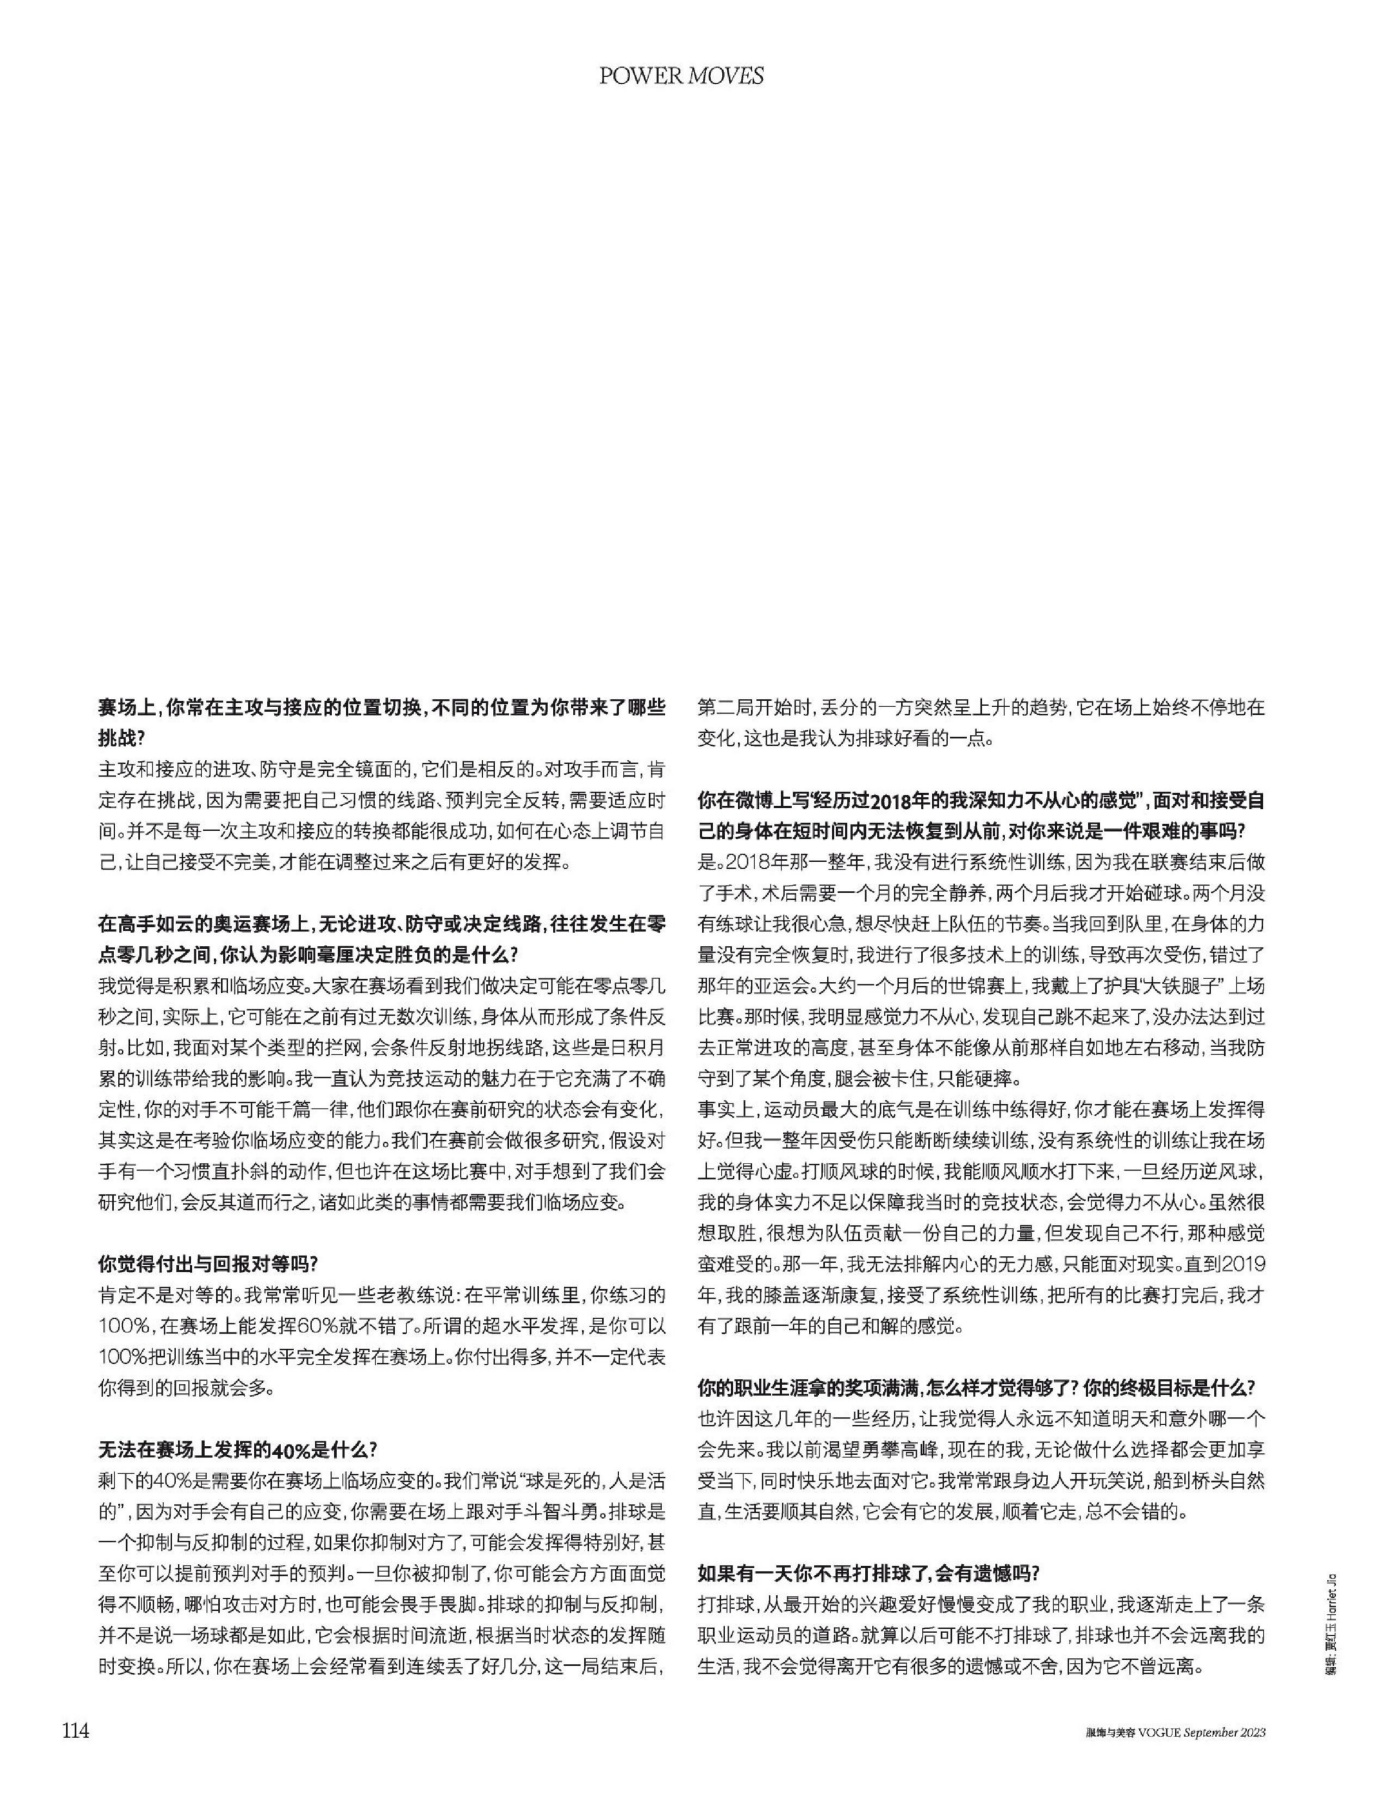 POWER MOVES
赛场上,你常在主攻与接应的位置切换,不同的位置为你带来了哪些
挑战?
主攻和接应的进攻、防守是完全镜面的,它们是相反的。对攻手而言,肯
定存在挑战,因为需要把自己习惯的线路、预判完全反转,需要适应时
间。并不是每一次主攻和接应的转换都能很成功,如何在心态上调节自
己,让自己接受不完美,才能在调整过来之后有更好的发挥。
在高手如云的奥运赛场上,无论进攻、防守或决定线路,往往发生在零
点零几秒之间,你认为影响毫厘决定胜负的是什么?
我觉得是积累和临场应变。大家在赛场看到我们做决定可能在零点零几
秒之间,实际上,它可能在之前有过无数次训练,身体从而形成了条件反
射。比如,我面对某个类型的拦网,会条件反射地拐线路,这些是日积月
累的训练带给我的影响。我一直认为竞技运动的魅力在于它充满了不确
定性,你的对手不可能千篇一律,他们跟你在赛前研究的状态会有变化,
其实这是在考验你临场应变的能力。我们在赛前会做很多研究,假设对
手有一个习惯直扑斜的动作,但也许在这场比赛中,对手想到了我们会
研究他们,会反其道而行之,诸如此类的事情都需要我们临场应变。
你觉得付出与回报对等吗?
肯定不是对等的。我常常听见一些老教练说:在平常训练里,你练习的
100%,在赛场上能发挥60%就不错了。所谓的超水平发挥,是你可以
100%把训练当中的水平完全发挥在赛场上。你付出得多,并不一定代表
你得到的回报就会多。
无法在赛场上发挥的40%是什么?
剩下的40%是需要你在赛场上临场应变的。我们常说“球是死的,人是活
的”,因为对手会有自己的应变,你需要在场上跟对手斗智斗勇。排球是
一个抑制与反抑制的过程,如果你抑制对方了,可能会发挥得特别好,甚
至你可以提前预判对手的预判。一旦你被抑制了,你可能会方方面面觉
得不顺畅,哪怕攻击对方时,也可能会畏手畏脚。排球的抑制与反抑制,
并不是说一场球都是如此,它会根据时间流逝,根据当时状态的发挥随
时变换。所以,你在赛场上会经常看到连续丢了好几分,这一局结束后,
第二局开始时,丢分的一方突然呈上升的趋势,它在场上始终不停地在
变化,这也是我认为排球好看的一点。
你在微博上写“经历过2018年的我深知力不从心的感觉”,面对和接受自
己的身体在短时间内无法恢复到从前,对你来说是一件艰难的事吗?
是。2018年那一整年,我没有进行系统性训练,因为我在联赛结束后做
了手术,术后需要一个月的完全静养,两个月后我才开始碰球。两个月没
有练球让我很心急,想尽快赶上队伍的节奏。当我回到队里,在身体的力
量没有完全恢复时,我进行了很多技术上的训练,导致再次受伤,错过了
那年的亚运会。大约一个月后的世锦赛上,我戴上了护具“大铁腿子”上场
比赛。那时候,我明显感觉力不从心,发现自己跳不起来了,没办法达到过
去正常进攻的高度,甚至身体不能像从前那样自如地左右移动,当我防
守到了某个角度,腿会被卡住,只能硬摔。
事实上,运动员最大的底气是在训练中练得好,你才能在赛场上发挥得
好。但我一整年因受伤只能断断续续训练,没有系统性的训练让我在场
上觉得心虚。打顺风球的时候,我能顺风顺水打下来,一旦经历逆风球,
我的身体实力不足以保障我当时的竞技状态,会觉得力不从心。虽然很
想取胜,很想为队伍贡献一份自己的力量,但发现自己不行,那种感觉
蛮难受的。那一年,我无法排解内心的无力感,只能面对现实。直到2019
年,我的膝盖逐渐康复,接受了系统性训练,把所有的比赛打完后,我才
有了跟前一年的自己和解的感觉。
你的职业生涯拿的奖项满满,怎么样才觉得够了?你的终极目标是什么?
也许因这几年的一些经历,让我觉得人永远不知道明天和意外哪一个
会先来。我以前渴望勇攀高峰,现在的我,无论做什么选择都会更加享
受当下,同时快乐地去面对它。我常常跟身边人开玩笑说,船到桥头自然
直,生活要顺其自然,它会有它的发展,顺着它走,总不会错的。
如果有一天你不再打排球了,会有遗憾吗?
打排球,从最开始的兴趣爱好慢慢变成了我的职业,我逐渐走上了一条
职业运动员的道路。就算以后可能不打排球了,排球也并不会远离我的
生活,我不会觉得离开它有很多的遗憾或不舍,因为它不曾远离。
编辑:贾红玉 Harriet Jia
114
服饰与美容 VOGUE September 2023